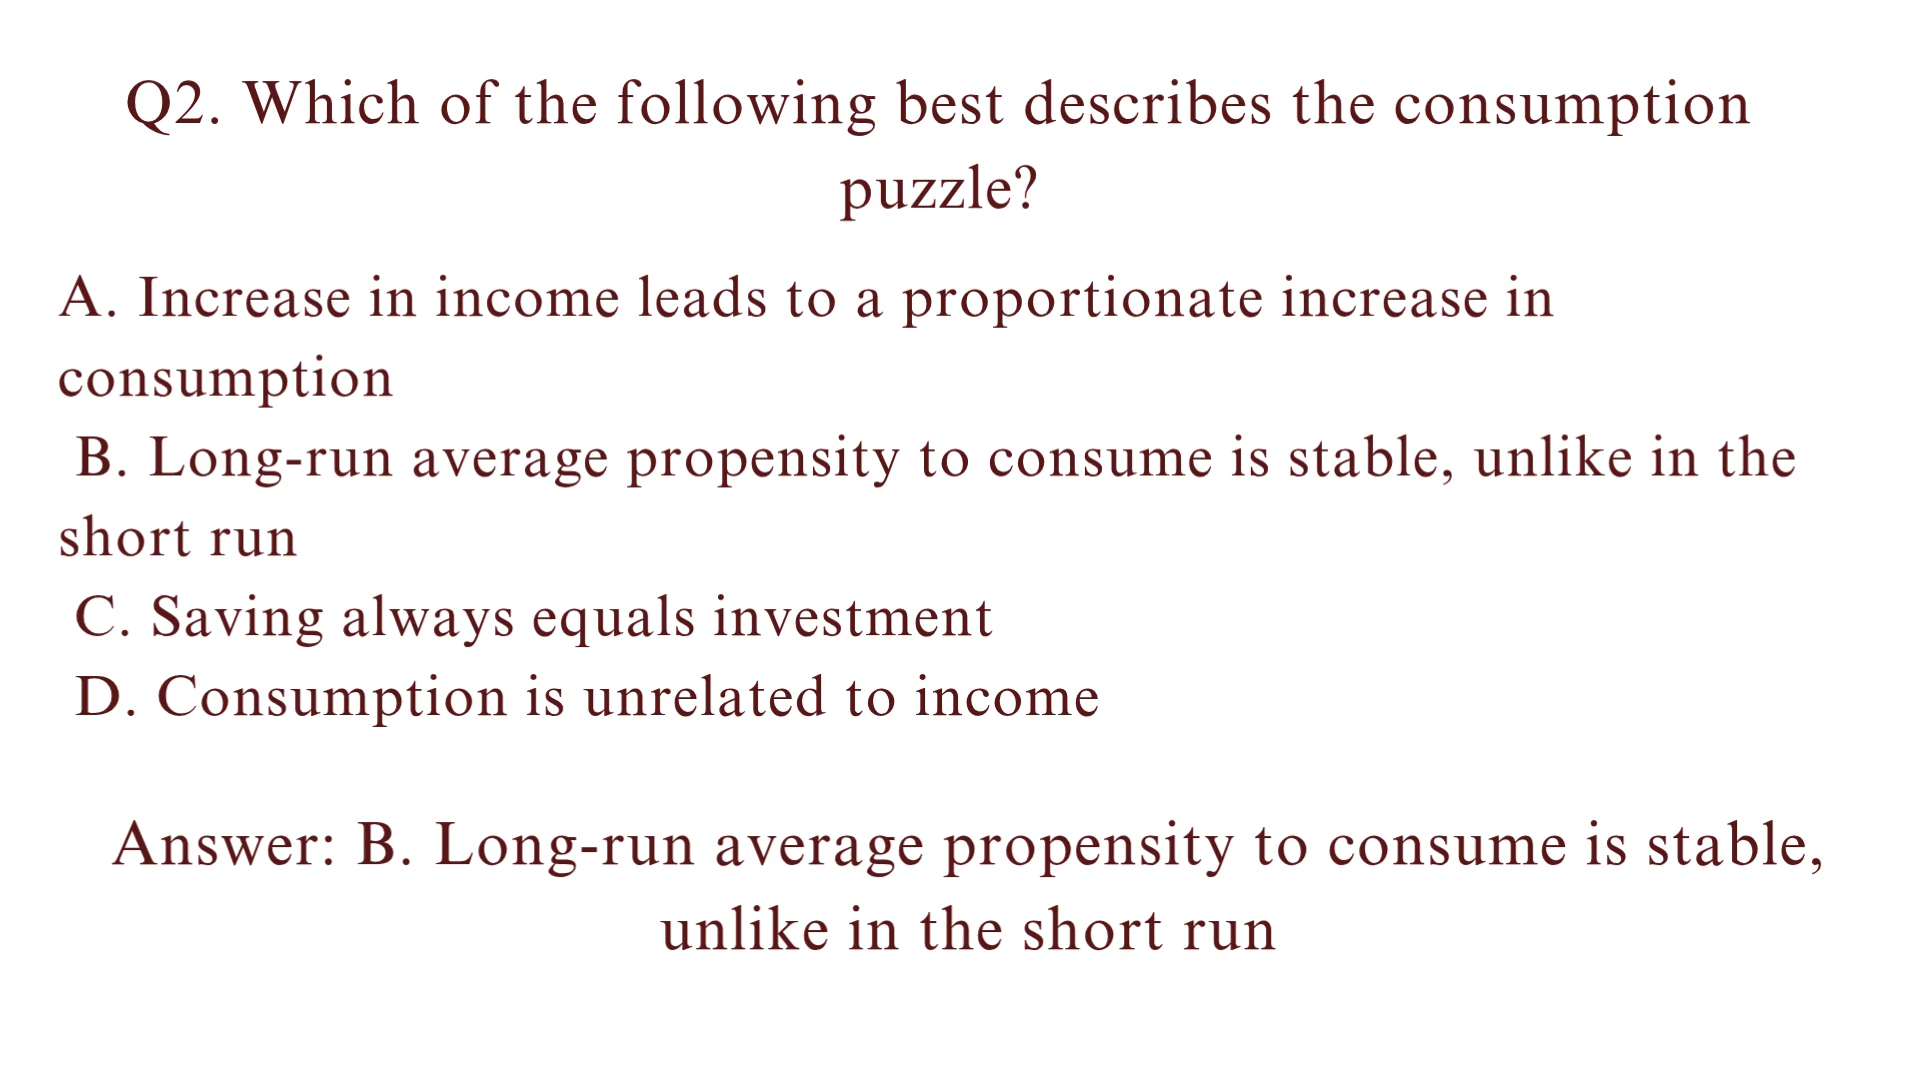 Q2. Which of the following best describes the consumption
puzzle?
A. Increase in income leads to a proportionate increase in
consumption
B. Long-run average propensity to consume is stable, unlike in the
short run
C. Saving always equals investment
D. Consumption is unrelated to income
Answer: B. Long-run average propensity to consume is stable,
unlike in the short run